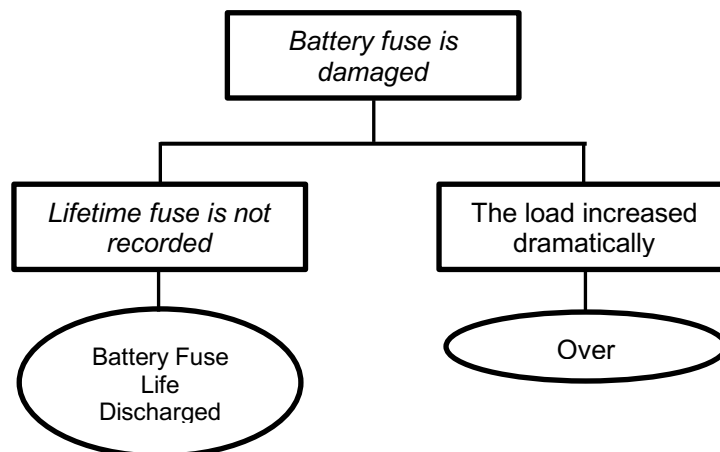 Battery fuse is
damaged
Lifetime fuse is not
recorded
The load increased
dramatically
Battery Fuse
Life
Discharged
Over